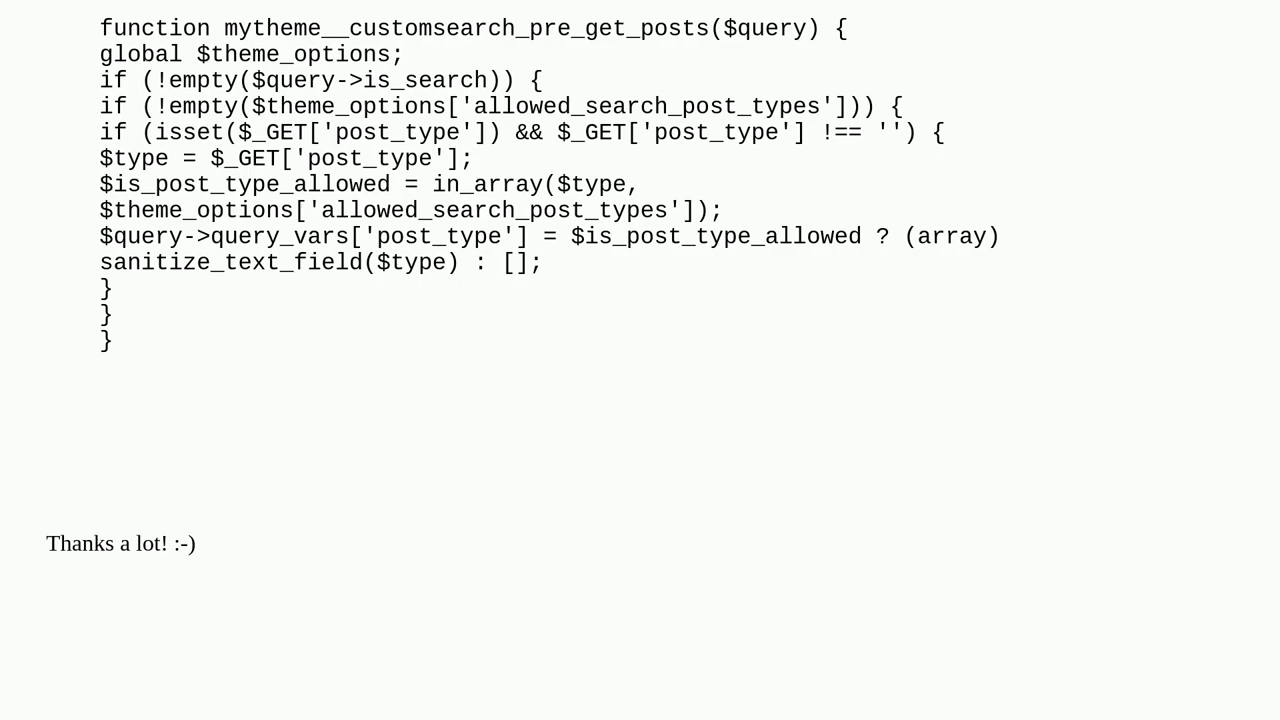 function mytheme__customsearch_pre_get_posts($query) {
global $theme_options;
if (!empty($query->is_search)) {
if (!empty($theme_options['allowed_search_post_types'])) {
if (isset($_GET['post_type']) && $_GET['post_type'] !== '') {
$type = $_GET['post_type'];
$is_post_type_allowed = in_array($type,
$theme_options['allowed_search_post_types']);
$query->query_vars['post_type'] = $is_post_type_allowed ? (array)
sanitize_text_field($type) : [];
}
}
}
Thanks a lot! :-)